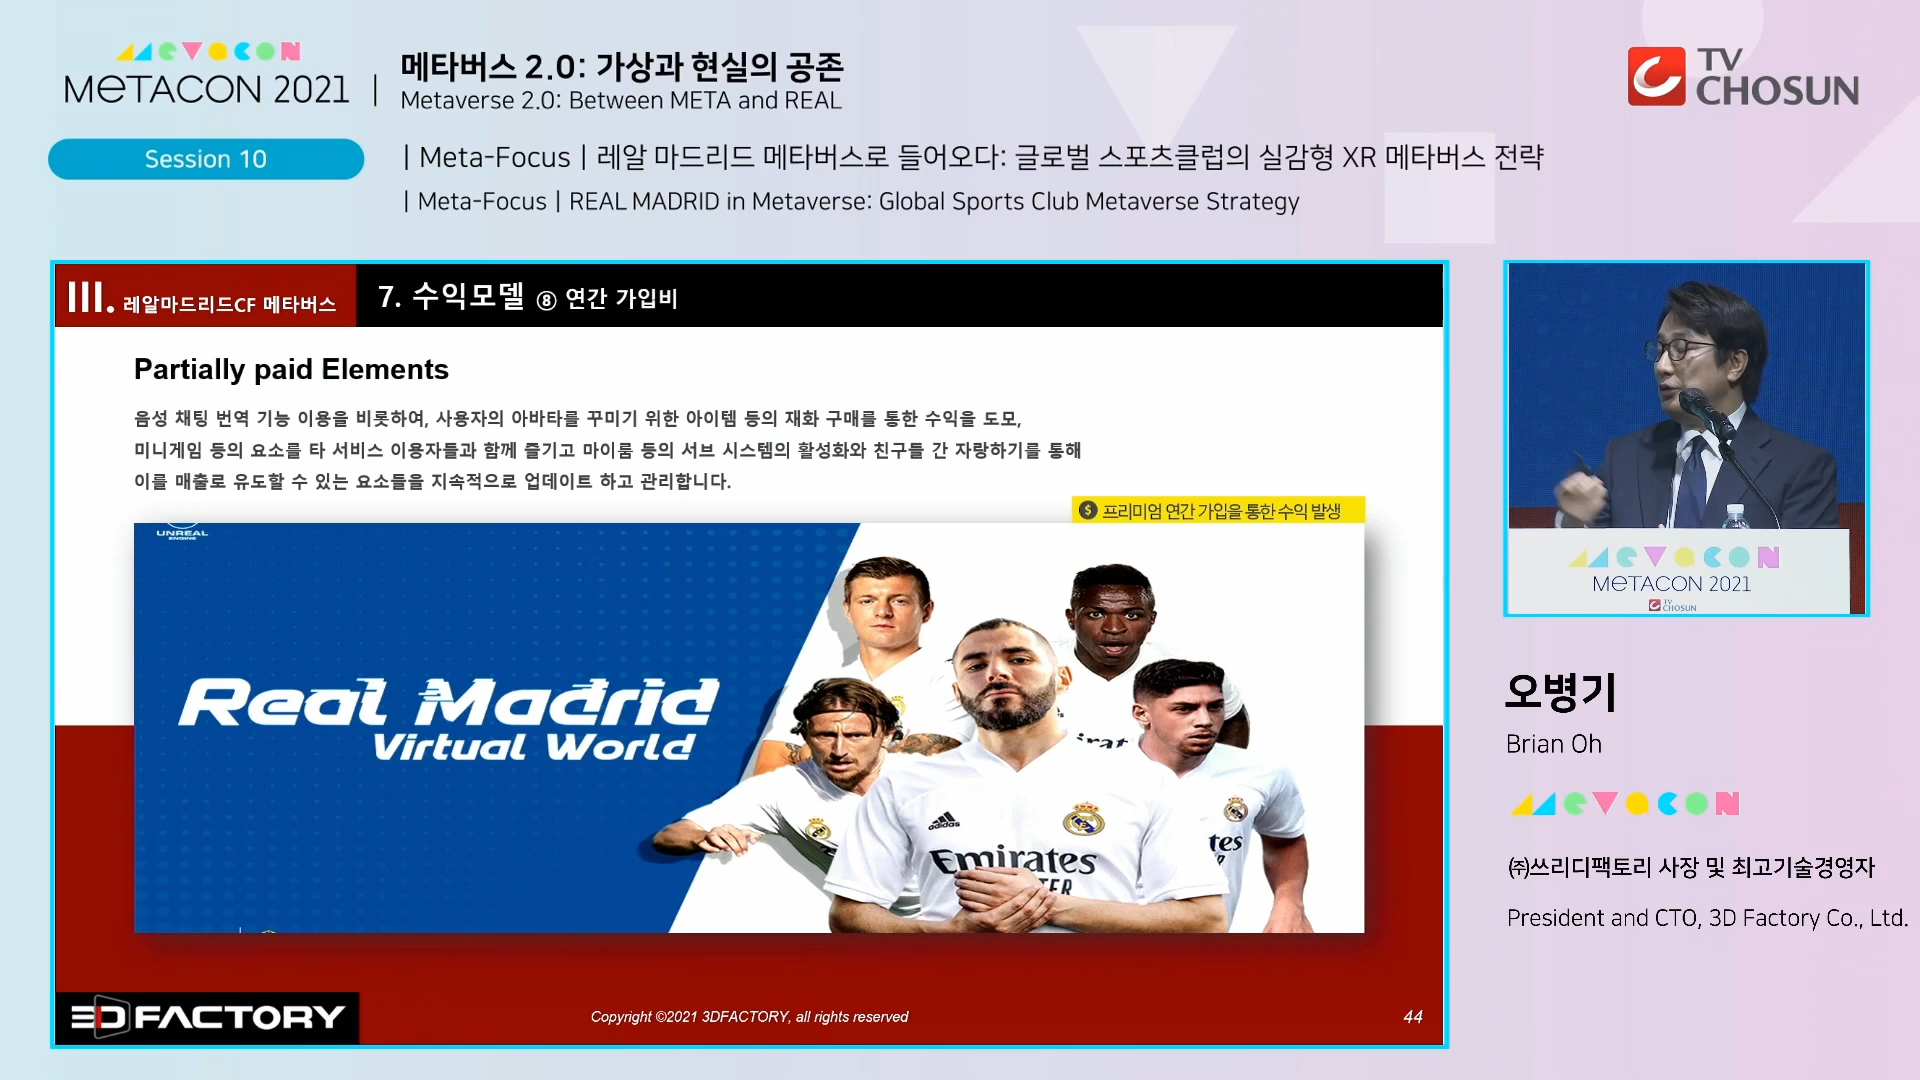 MEVOCON
METACON 2021
메타버스 2.0: 가상과 현실의 공존
Metaverse 2.0: Between META and REAL
TV CHOSUN
Session 10
| Meta-Focus | 레알 마드리드 메타버스로 들어오다: 글로벌 스포츠클럽의 실감형 XR 메타버스 전략
| Meta-Focus | REAL MADRID in Metaverse: Global Sports Club Metaverse Strategy
III. 레알마드리드CF 메타버스
7. 수익모델 ⑧ 연간 가입비
Partially paid Elements
음성 채팅 번역 기능 이용을 비롯하여, 사용자의 아바타를 꾸미기 위한 아이템 등의 재화 구매를 통한 수익을 도모,
미니게임 등의 요소를 타 서비스 이용자들과 함께 즐기고 마이룸 등의 서브 시스템의 활성화와 친구들 간 자랑하기를 통해
이를 매출로 유도할 수 있는 요소들을 지속적으로 업데이트 하고 관리합니다.
$ 프리미엄 연간 가입을 통한 수익 발생
UNREAL
ENGINE
Real Madrid
Virtual World
adidas
Emirates
tes
3DFACTORY
Copyright ©2021 3DFACTORY, all rights reserved
44
MEVOCON
METACON 2021
TV CHOSUN
오병기
Brian Oh
MEVOCON
㈜쓰리디팩토리 사장 및 최고기술경영자
President and CTO, 3D Factory Co., Ltd.